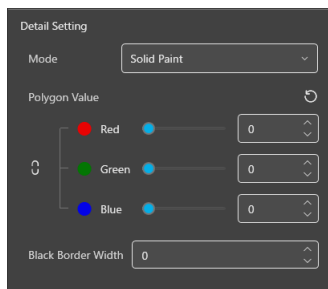 Detail Setting
Mode Solid Paint
Polygon Value
Red 0
Green 0
Blue 0
Black Border Width 0